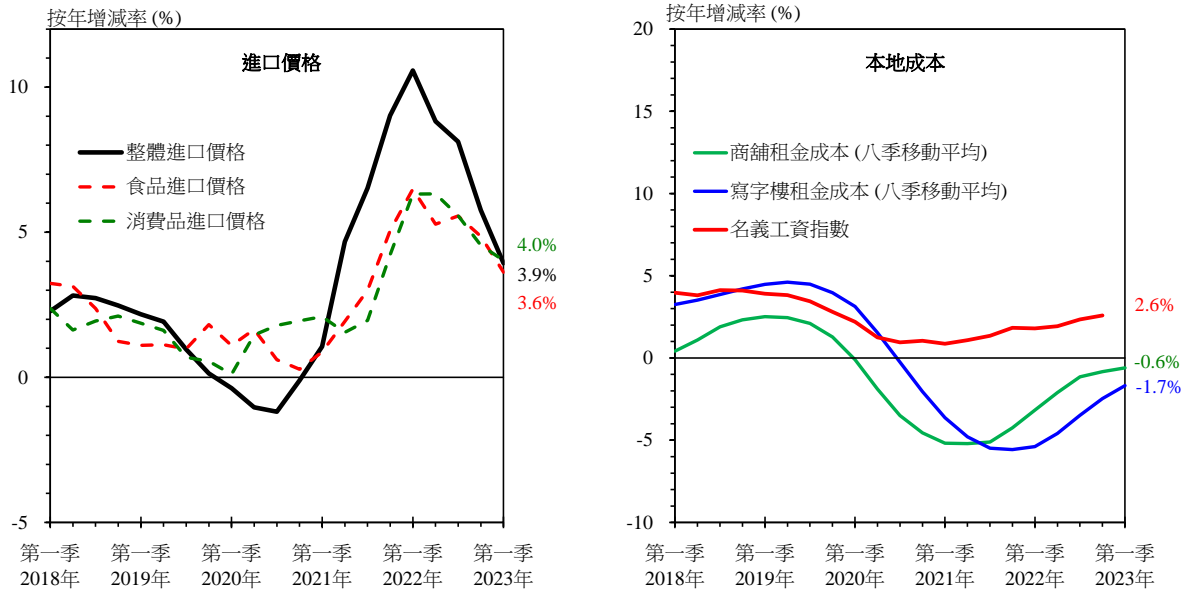 按年增減率 (%)
進口價格
10
5
0
-5
整體進口價格
食品進口價格
消費品進口價格
4.0%
3.9%
3.6%
第一季 第一季 第一季 第一季 第一季 第一季
2018年 2019年 2020年 2021年 2022年 2023年
按年增減率 (%)
本地成本
20
15
10
5
0
-5
-10
商舖租金成本 (八季移動平均)
寫字樓租金成本 (八季移動平均)
名義工資指數
2.6%
-0.6%
-1.7%
第一季 第一季 第一季 第一季 第一季 第一季
2018年 2019年 2020年 2021年 2022年 2023年